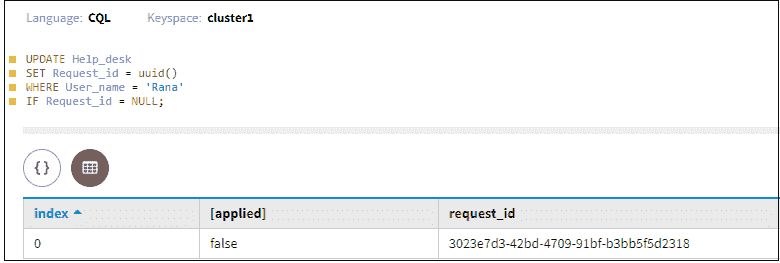 Language: CQL Keyspace: cluster1
UPDATE Help_desk
SET Request_id = uuid()
WHERE User_name = 'Rana'
IF Request_id = NULL;
{}
index [applied] request_id
0 false 3023e7d3-42bd-4709-91bf-b3bb5f5d2318